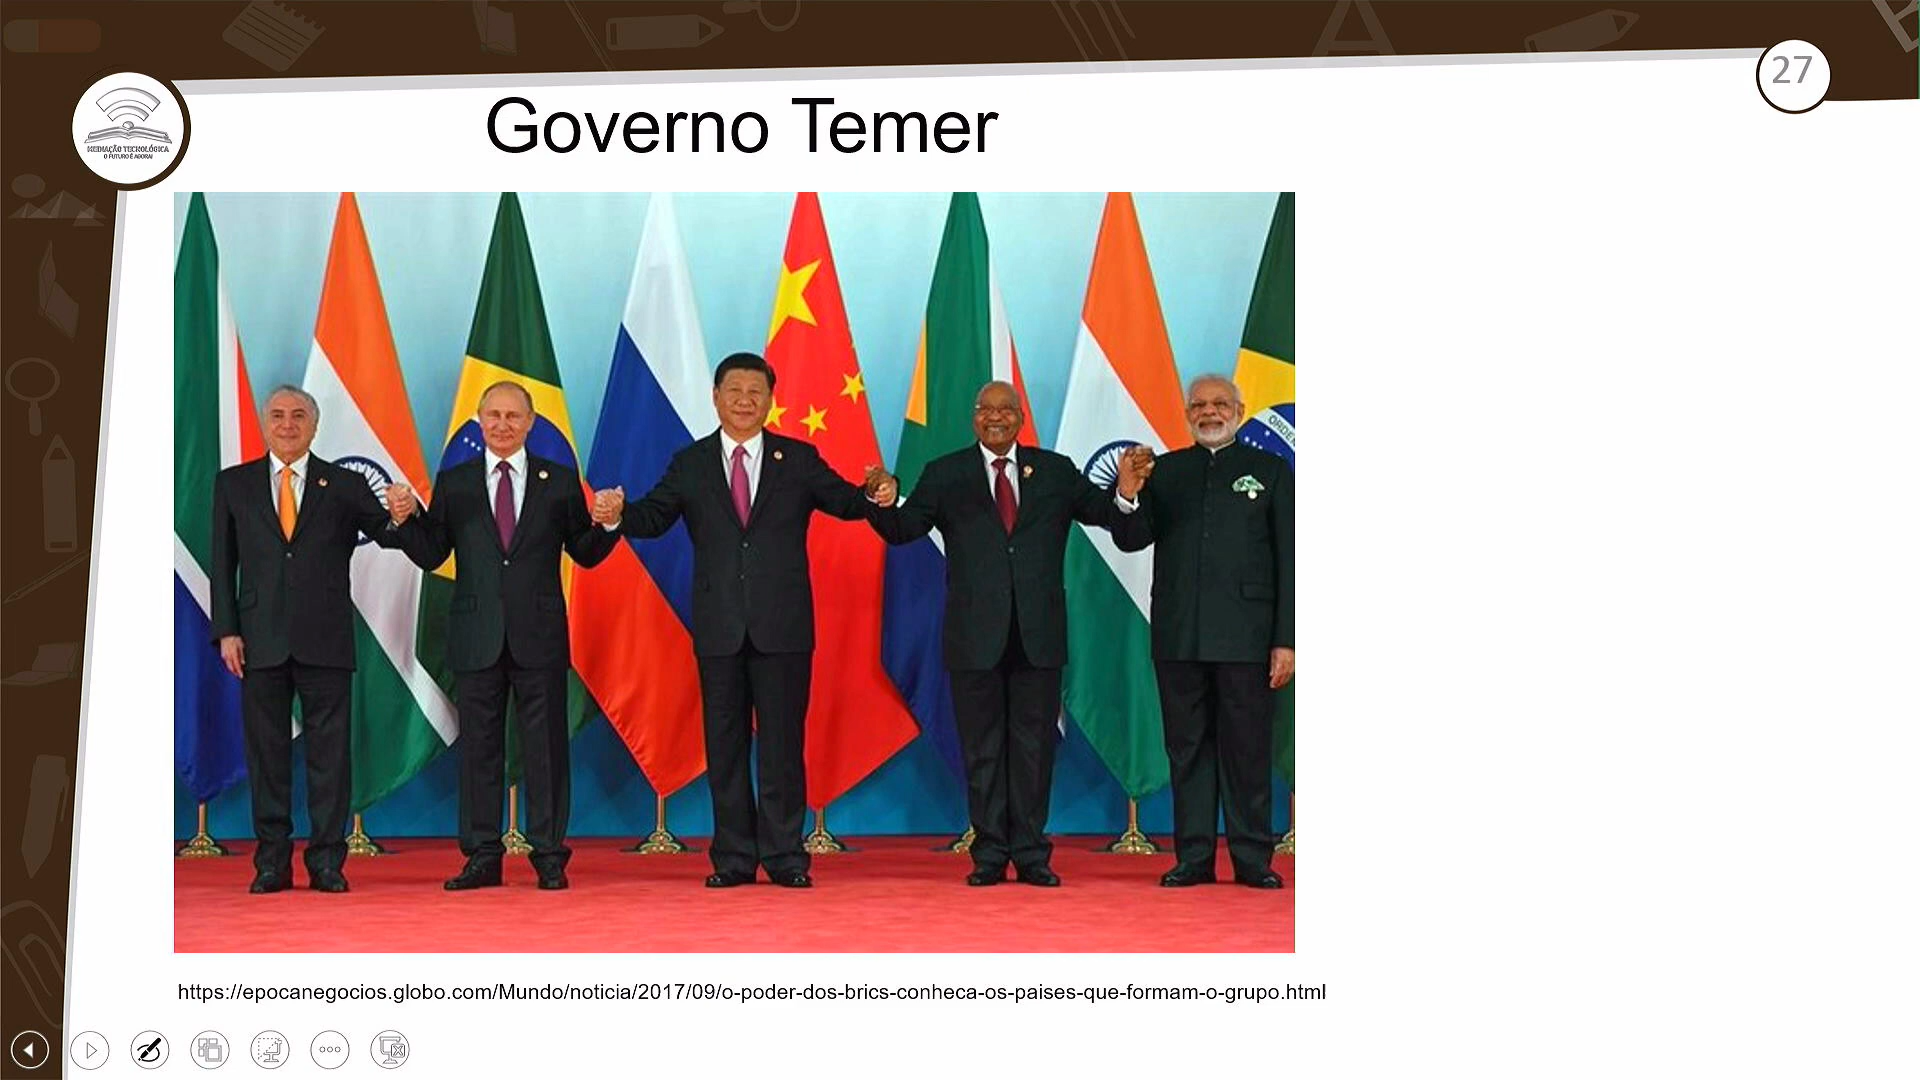 27
MEDIAÇÃO TECNOLÓGICA
O FUTURO É AGORA!
Governo Temer
ORDEM
https://epocanegocios.globo.com/Mundo/noticia/2017/09/o-poder-dos-brics-conheca-os-paises-que-formam-o-grupo.html